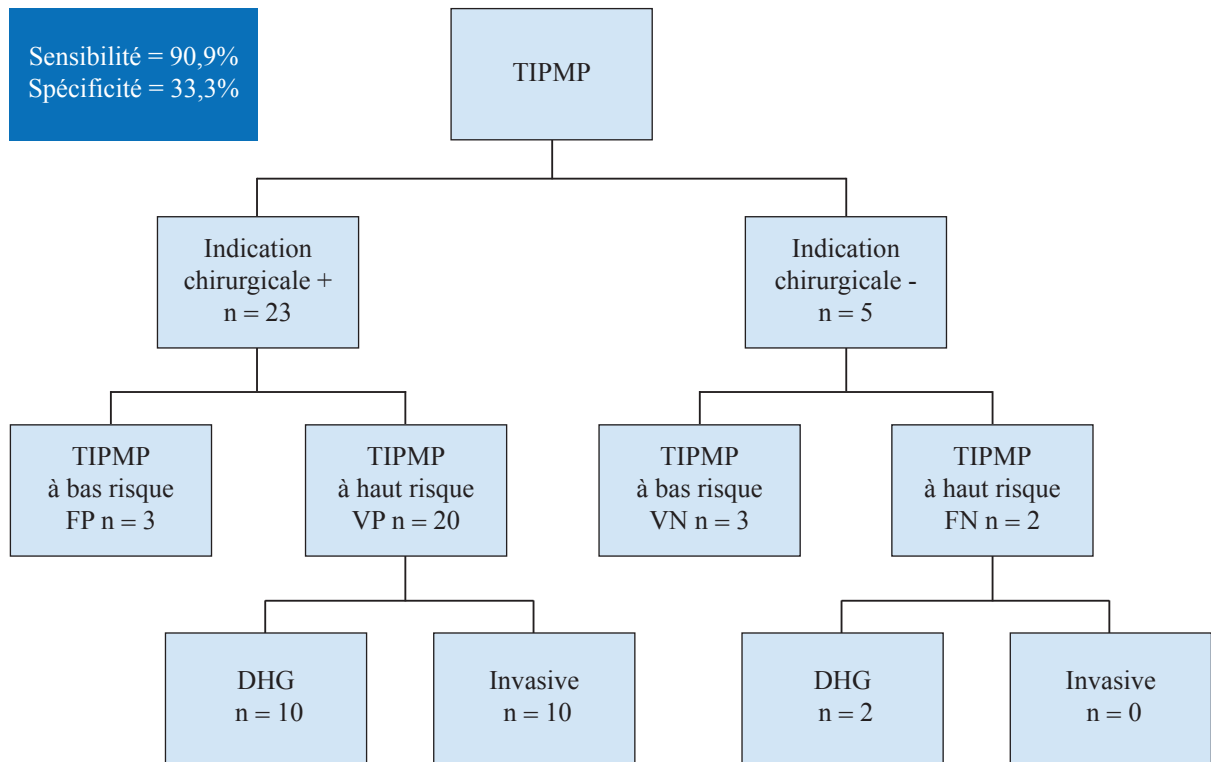 Sensibilité = 90,9%
Spécificité = 33,3%
TIPMP
Indication
chirurgicale +
n = 23
Indication
chirurgicale -
n = 5
TIPMP
à bas risque
FP n = 3
TIPMP
à haut risque
VP n = 20
TIPMP
à bas risque
VN n = 3
TIPMP
à haut risque
FN n = 2
DHG
n = 10
Invasive
n = 10
DHG
n = 2
Invasive
n = 0